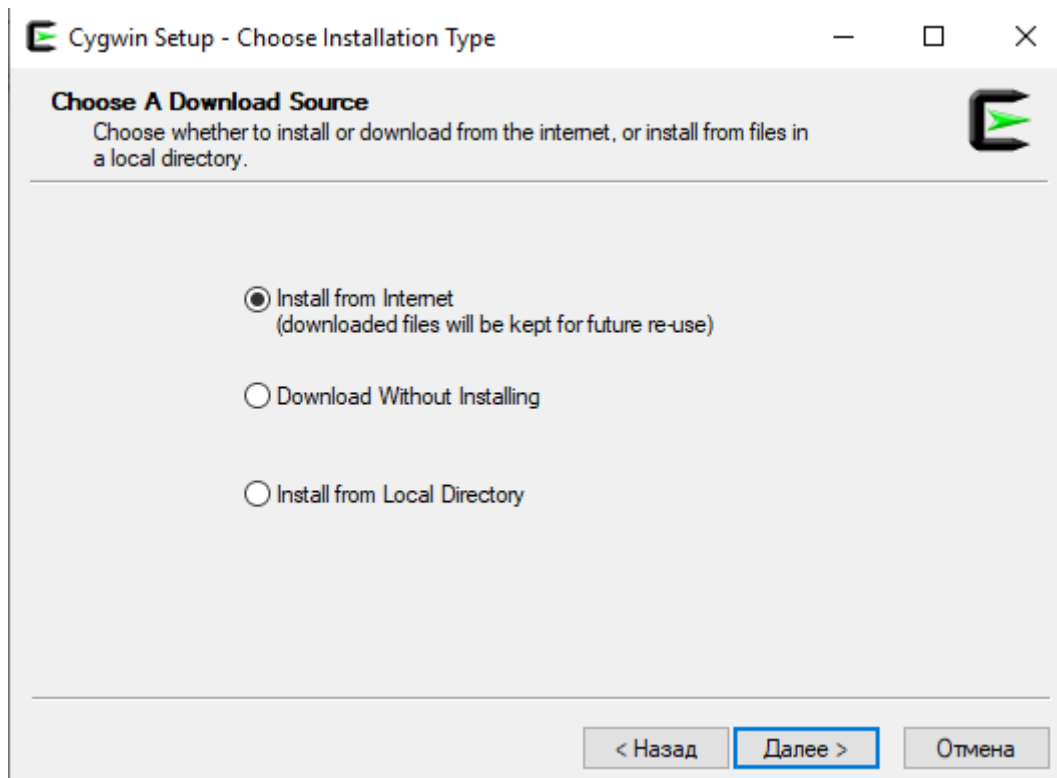 Cygwin Setup - Choose Installation Type
Choose A Download Source
Choose whether to install or download from the internet, or install from files in
a local directory.
Install from Internet
(downloaded files will be kept for future re-use)
Download Without Installing
Install from Local Directory
< Назад
Далее >
Отмена